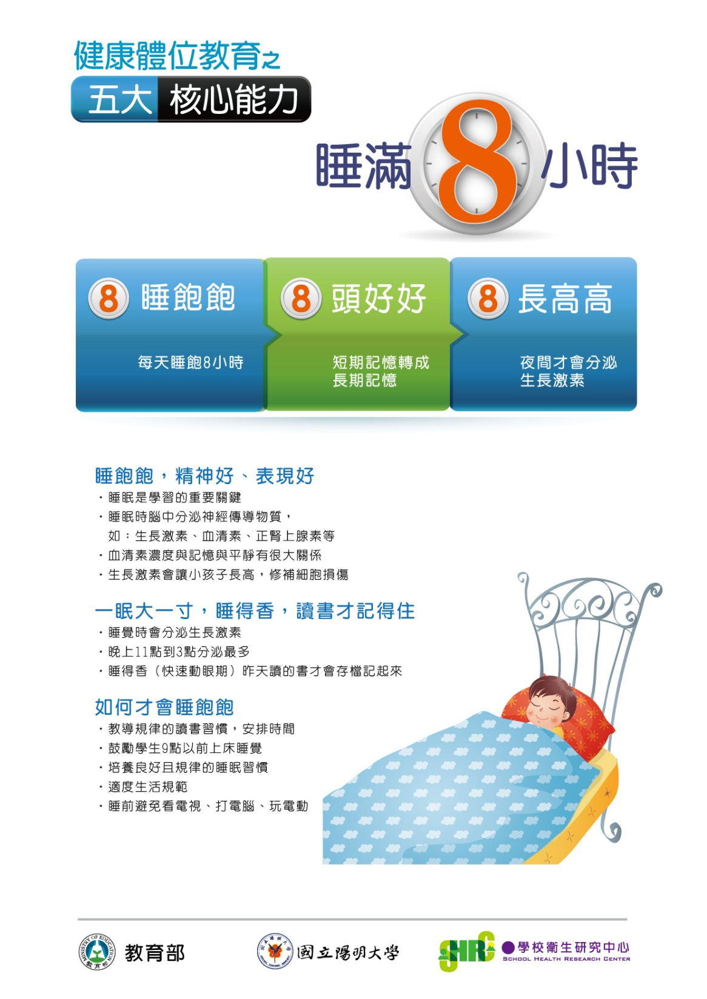 健康體位教育之
五大 核心能力
睡滿8小時
8 睡飽飽
每天睡飽8小時
8 頭好好
短期記憶轉成
長期記憶
8 長高高
夜間才會分泌
生長激素
睡飽飽，精神好、表現好
·睡眠是學習的重要關鍵
·睡眠時腦中分泌神經傳導物質，
如：生長激素、血清素、正腎上腺素等
·血清素濃度與記憶與平靜有很大關係
·生長激素會讓小孩子長高，修補細胞損傷
一眠大一寸，睡得香，讀書才記得住
·睡覺時會分泌生長激素
·晚上11點到3點分泌最多
·睡得香（快速動眼期）昨天讀的書才會存檔記起來
如何才會睡飽飽
·教導規律的讀書習慣，安排時間
·鼓勵學生9點以前上床睡覺
·培養良好且規律的睡眠習慣
·適度生活規範
·睡前避免看電視、打電腦、玩電動
MINISTRY OF EDUCATION
教育部
教育部
國立陽明大學
國立陽明大學
SHRC
學校衛生研究中心
SCHOOL HEALTH RESEARCH CENTER